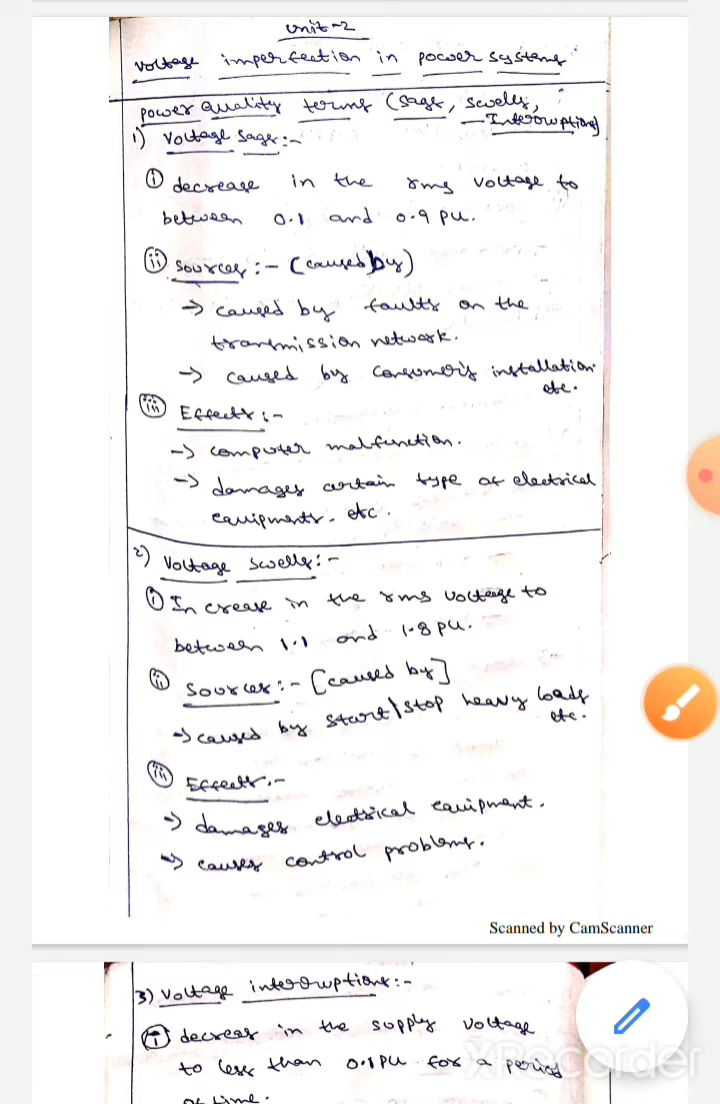 Unit-2
Voltage imperfection in power systems
power Quality terms (sags, swells,
Interruptions)
1) Voltage sags:-
(i) decrease in the rms voltage to
between 0.1 and 0.9 PU.
(ii) Sources:- (caused by)
→ caused by faults on the
transmission network.
→ caused by consumer's installation
etc.
(iii) Effects:-
→ computer malfunction.
→ damages certain type of electrical
equipments. etc.
2) Voltage swells:-
(i) Increase in the rms voltage to
between 1.1 and 1.8 PU.
(ii) Sources:- [caused by]
→ caused by start\stop heavy loads
etc.
(iii) Effects.-
→ damages electrical equipment.
→ causes control problems.
Scanned by CamScanner
3) Voltage interruptions:-
(i) decreas in the supply voltage
to less than 0.1 PU for a period
of time.
XRecorder